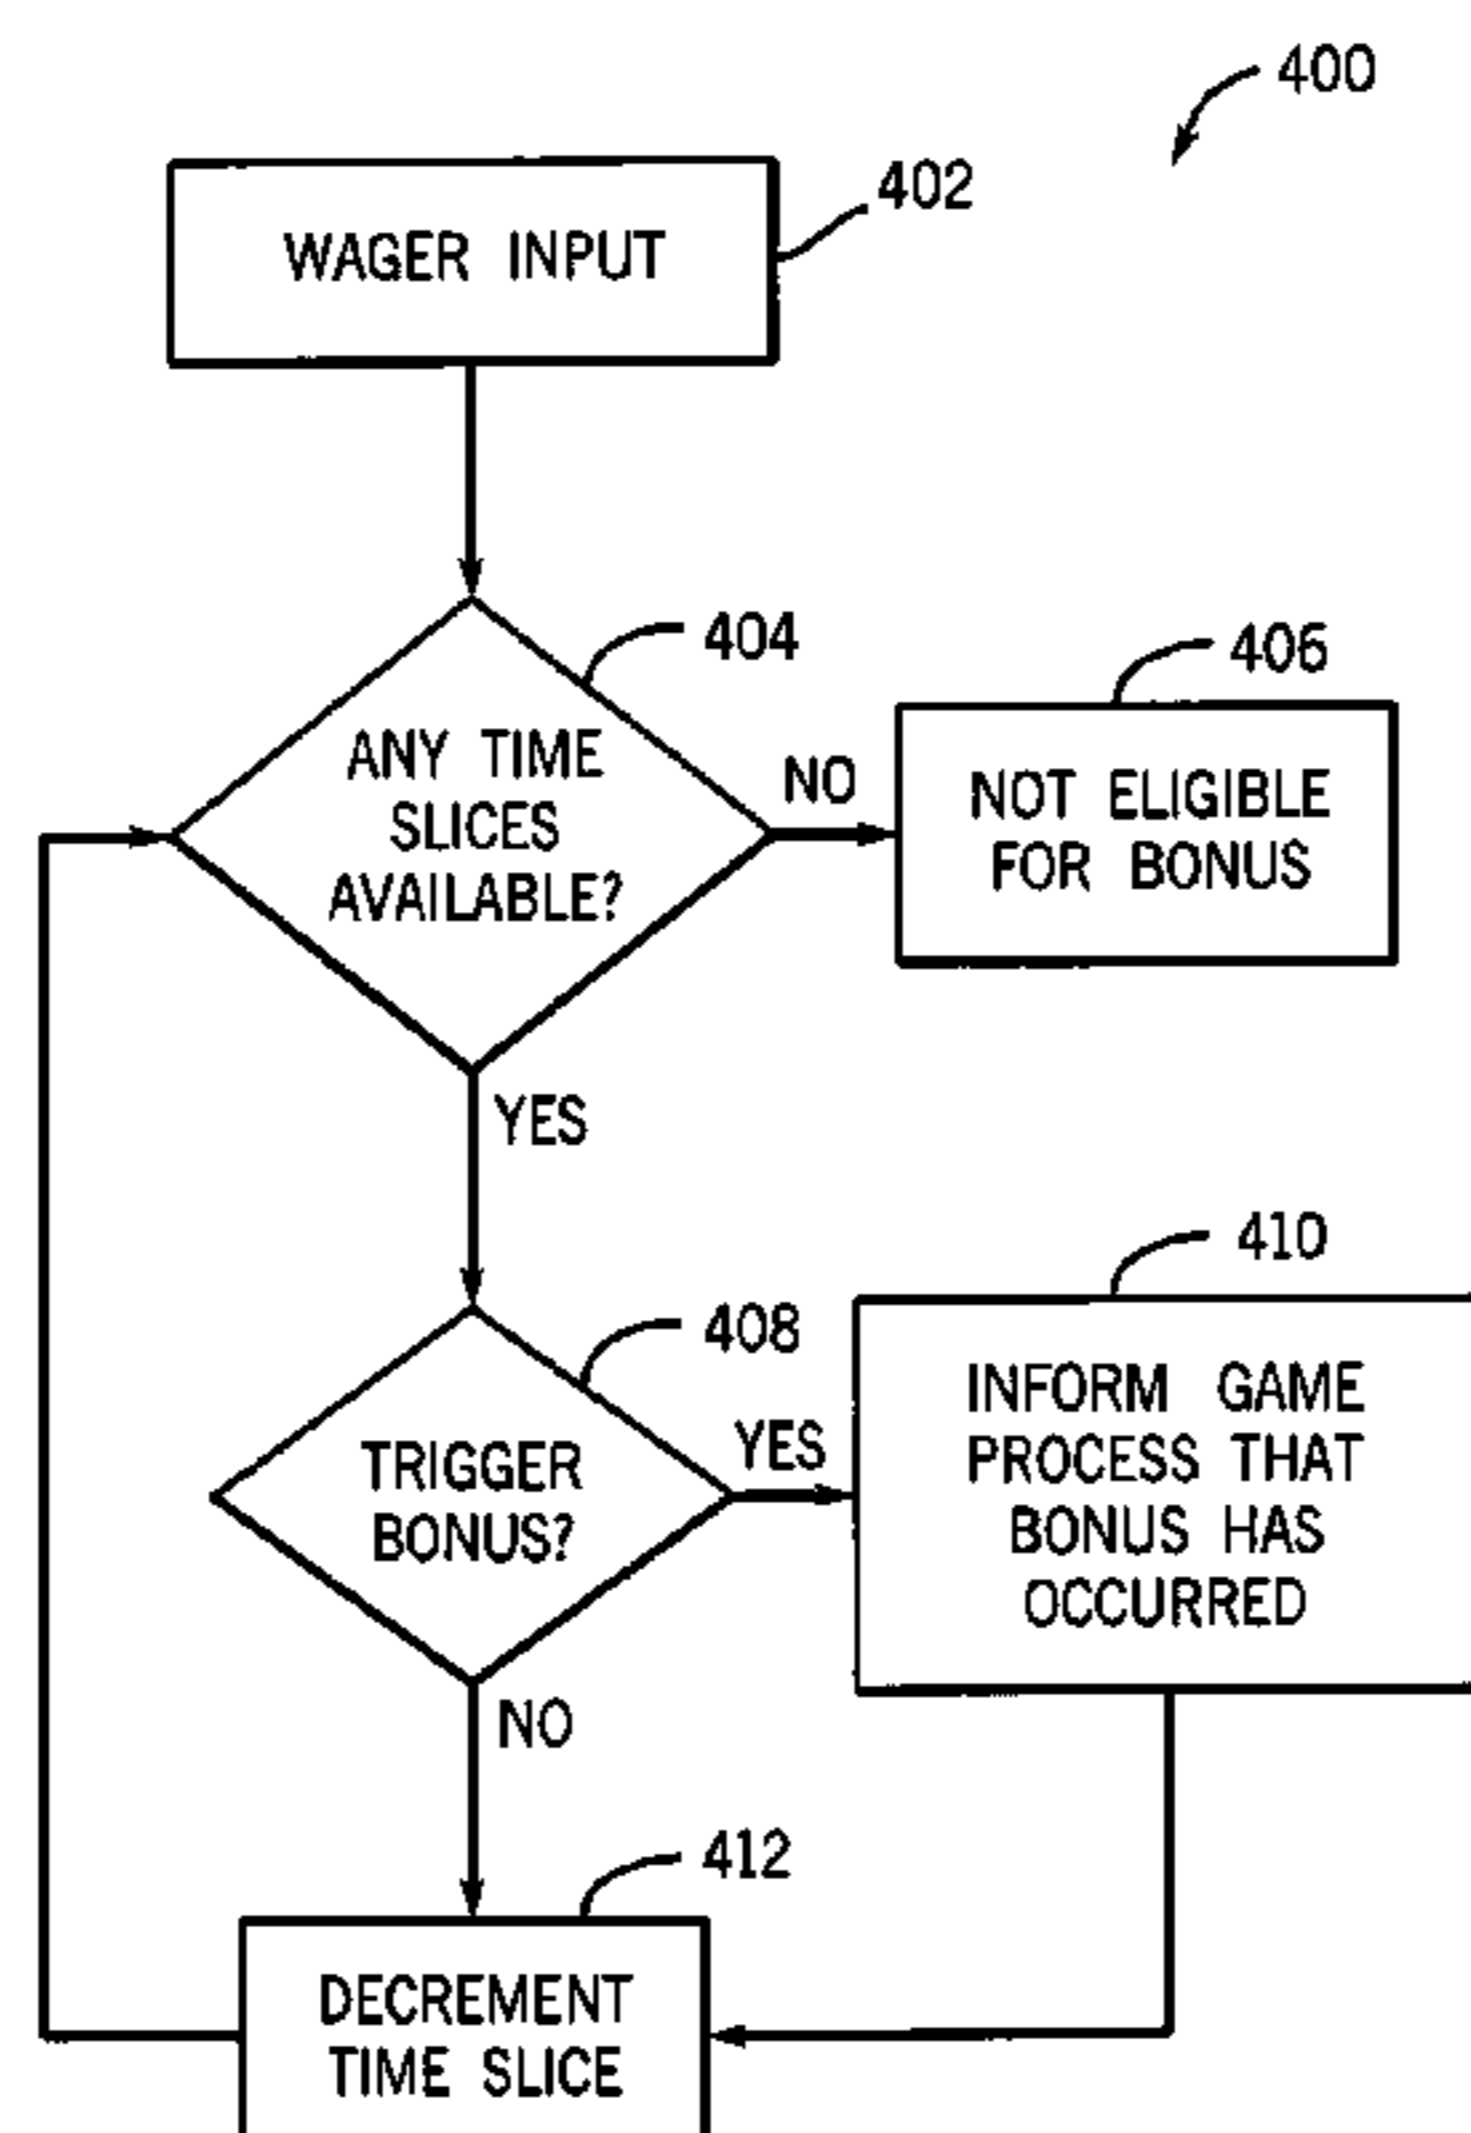 400
402
WAGER INPUT
404
ANY TIME
SLICES
AVAILABLE?
NO
406
NOT ELIGIBLE
FOR BONUS
YES
408
TRIGGER
BONUS?
YES
410
INFORM GAME
PROCESS THAT
BONUS HAS
OCCURRED
NO
412
DECREMENT
TIME SLICE